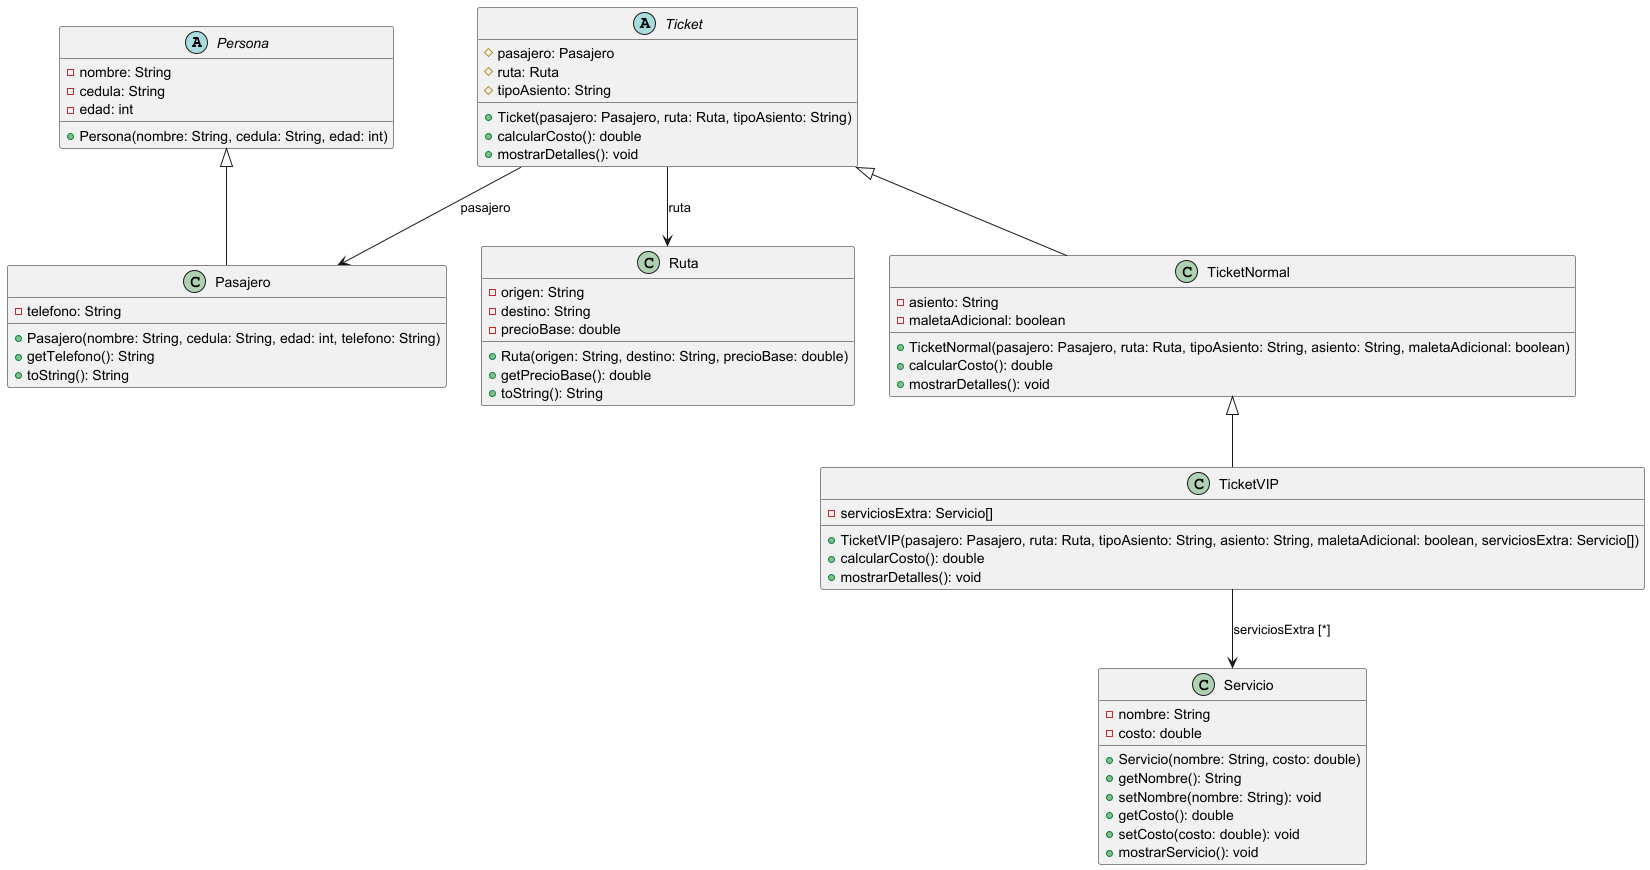 A Persona
nombre: String
cedula: String
edad: int
Persona(nombre: String, cedula: String, edad: int)
A Ticket
pasajero: Pasajero
ruta: Ruta
tipoAsiento: String
Ticket(pasajero: Pasajero, ruta: Ruta, tipoAsiento: String)
calcularCosto(): double
mostrarDetalles(): void
pasajero
ruta
C Pasajero
telefono: String
Pasajero(nombre: String, cedula: String, edad: int, telefono: String)
getTelefono(): String
toString(): String
C Ruta
origen: String
destino: String
precioBase: double
Ruta(origen: String, destino: String, precioBase: double)
getPrecioBase(): double
toString(): String
C TicketNormal
asiento: String
maletaAdicional: boolean
TicketNormal(pasajero: Pasajero, ruta: Ruta, tipoAsiento: String, asiento: String, maletaAdicional: boolean)
calcularCosto(): double
mostrarDetalles(): void
C TicketVIP
serviciosExtra: Servicio[]
TicketVIP(pasajero: Pasajero, ruta: Ruta, tipoAsiento: String, asiento: String, maletaAdicional: boolean, serviciosExtra: Servicio[])
calcularCosto(): double
mostrarDetalles(): void
serviciosExtra [*]
C Servicio
nombre: String
costo: double
Servicio(nombre: String, costo: double)
getNombre(): String
setNombre(nombre: String): void
getCosto(): double
setCosto(costo: double): void
mostrarServicio(): void